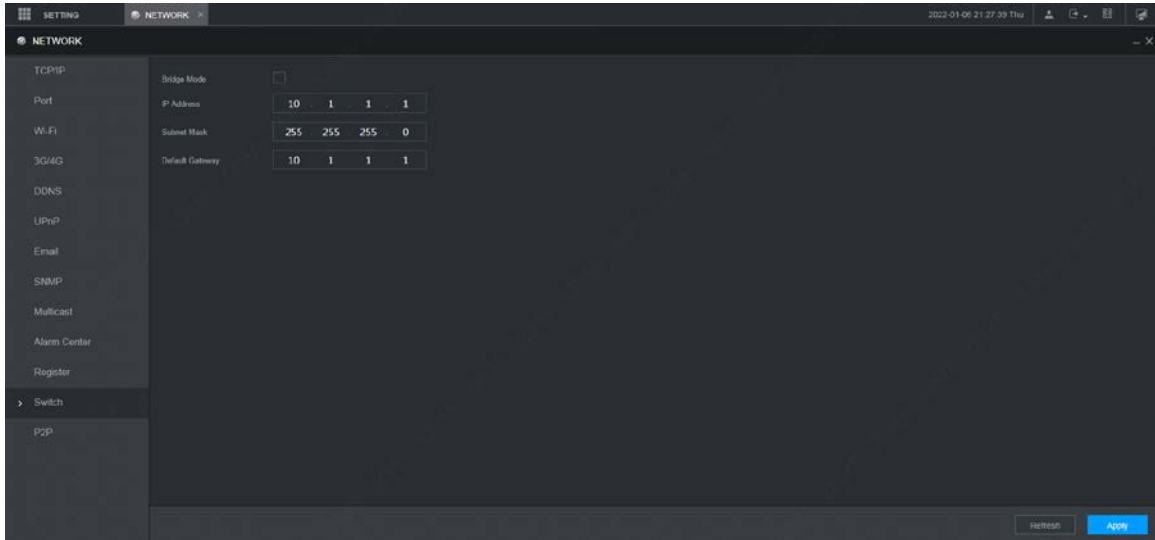 SETTING
NETWORK ×
2022-01-06 21:27:39 Thu
NETWORK
TCP/IP
Port
Wi-Fi
3G/4G
DDNS
UPnP
Email
SNMP
Multicast
Alarm Center
Register
Switch
P2P
Bridge Mode
IP Address 10 . 1 . 1 . 1
Subnet Mask 255 . 255 . 255 . 0
Default Gateway 10 . 1 . 1 . 1
Refresh
Apply